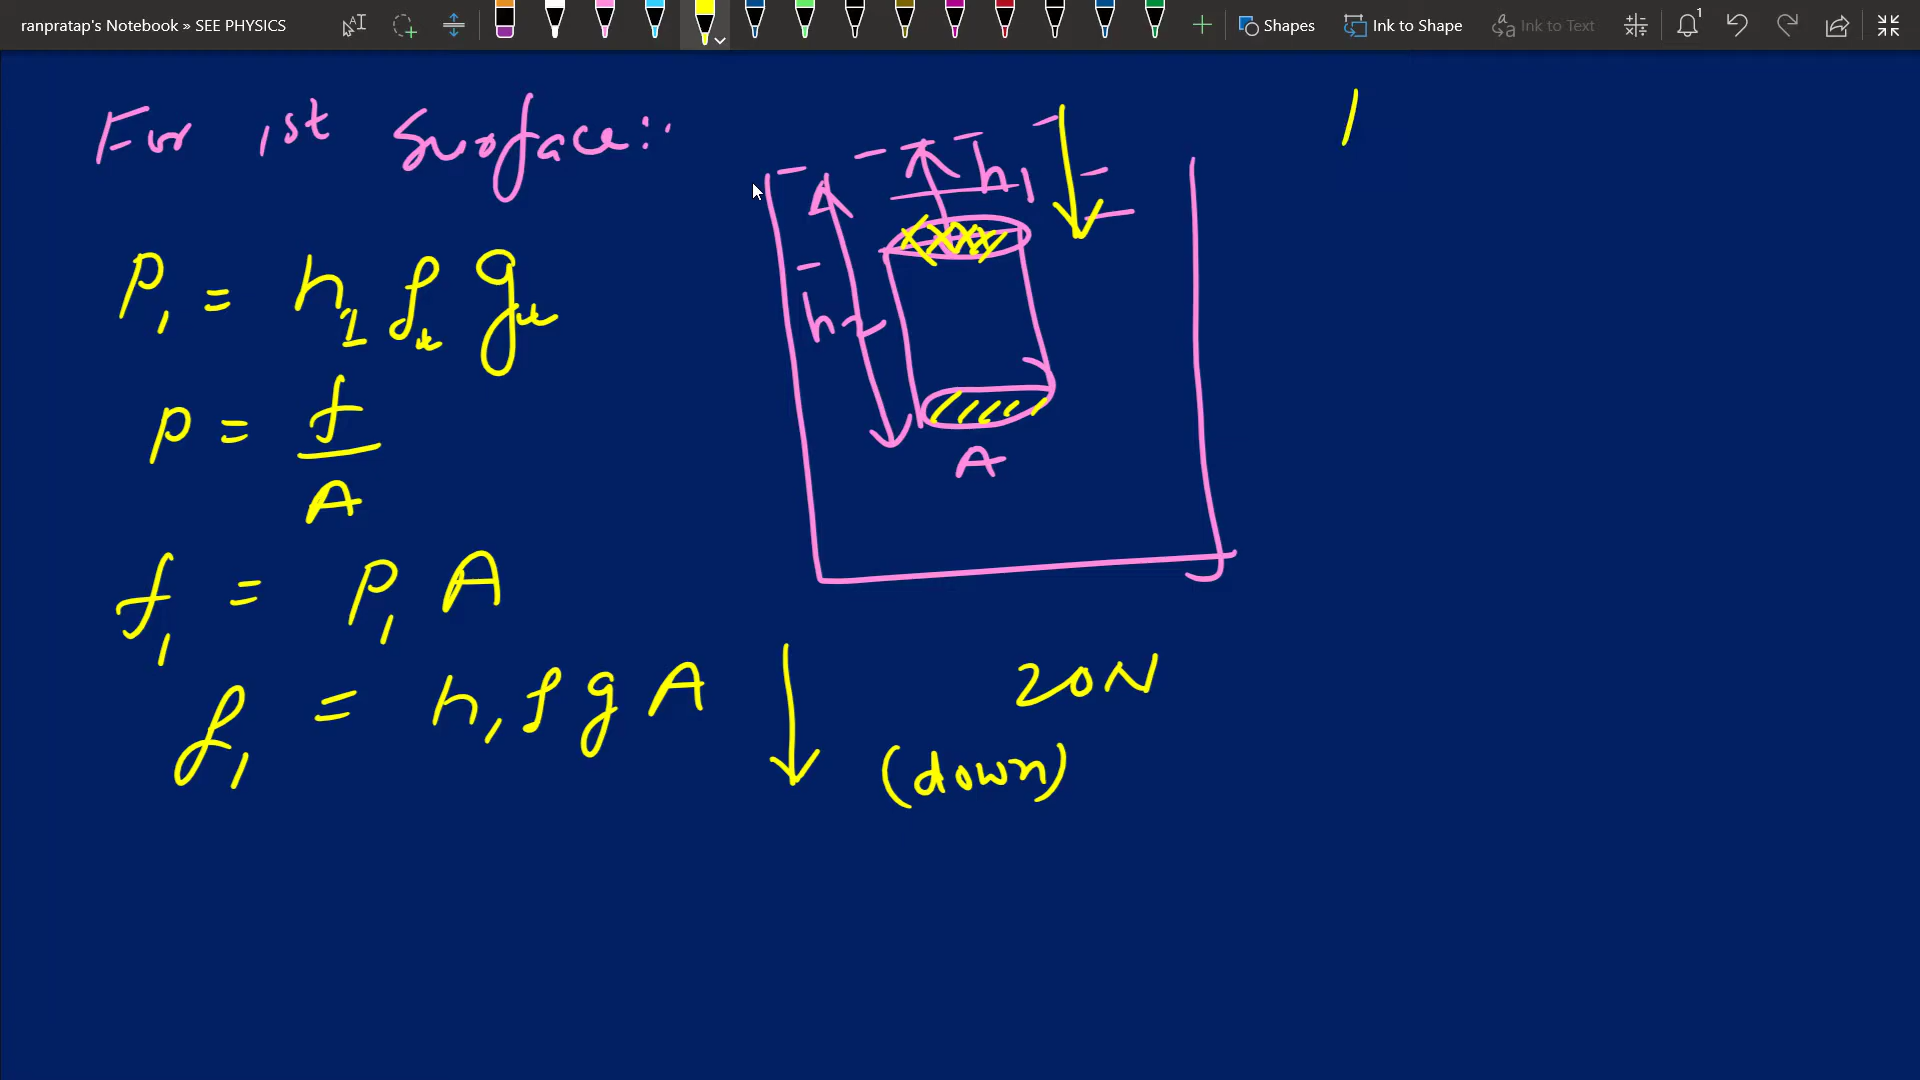 ranpratap's Notebook » SEE PHYSICS
Shapes
Ink to Shape
Ink to Text
1
For 1st Surface:-
P₁ = h₁ ρ g
P = f/A
f₁ = P₁ A
f₁ = h₁ ρ g A
20N
(down)
h₁
h₂
A